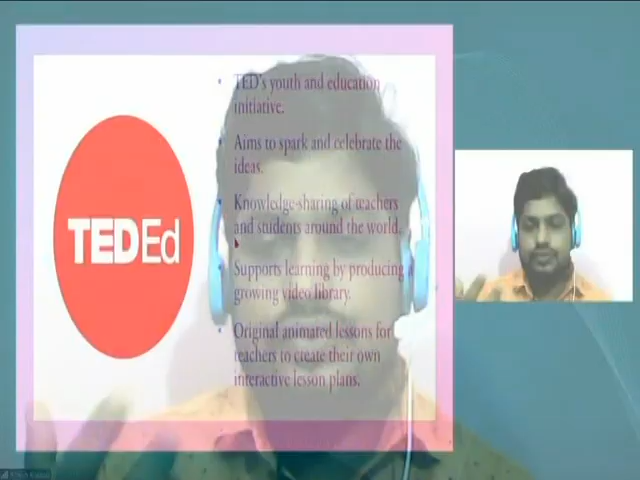 TEDEd
TED's youth and education
initiative.
Aims to spark and celebrate the
ideas.
Knowledge-sharing of teachers
and students around the world.
Supports learning by producing a
growing video library.
Original animated lessons for
teachers to create their own
interactive lesson plans.